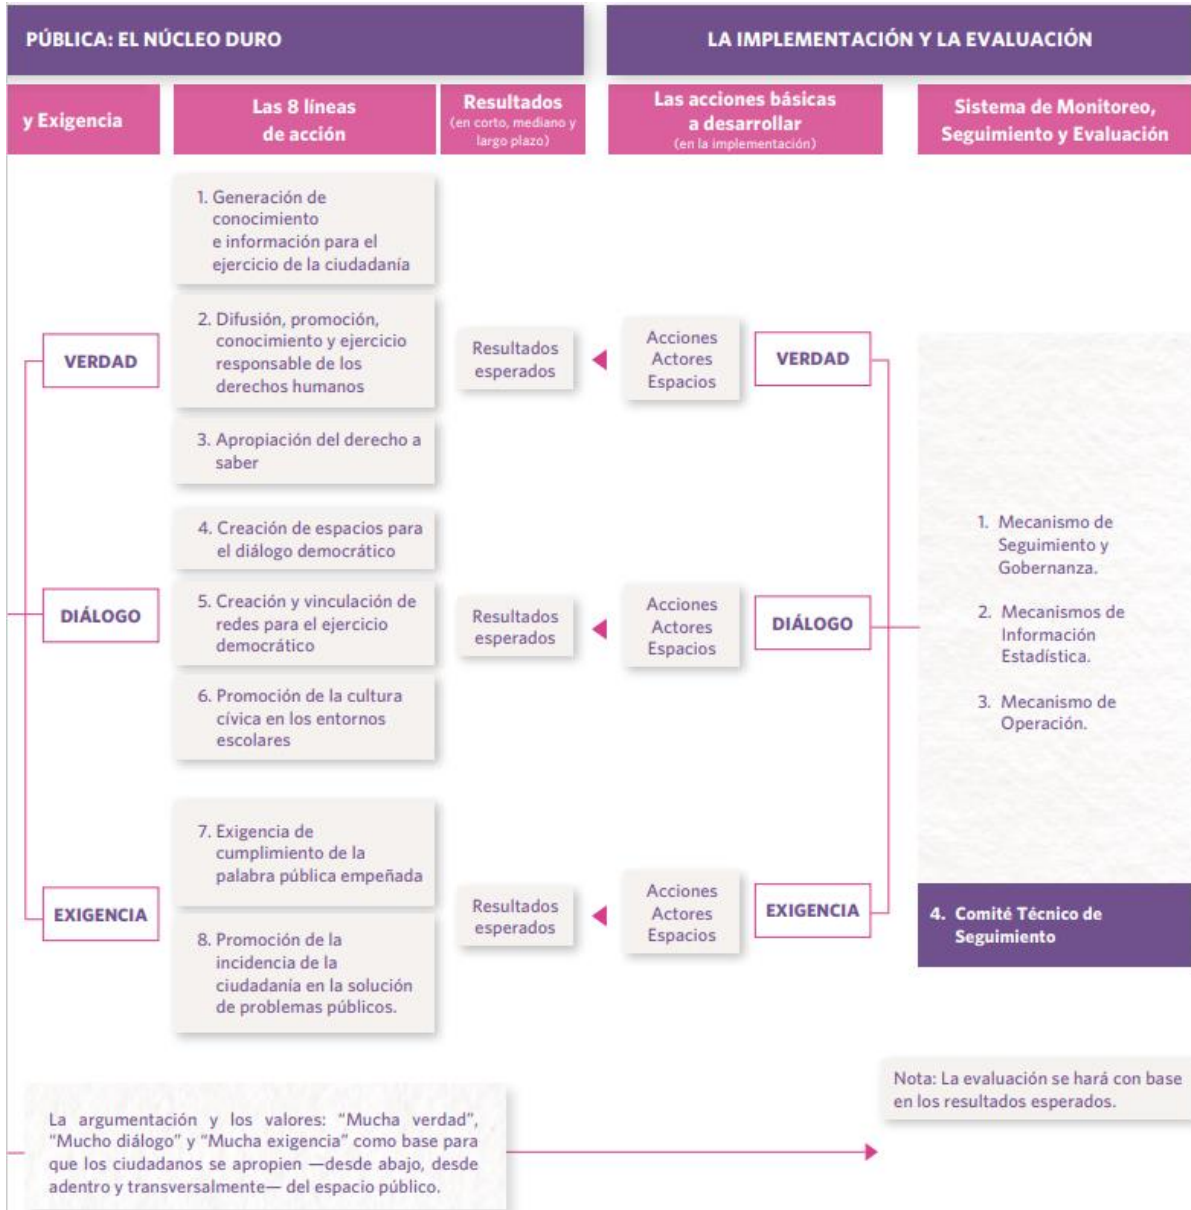 PÚBLICA: EL NÚCLEO DURO
LA IMPLEMENTACIÓN Y LA EVALUACIÓN
y Exigencia
Las 8 líneas
de acción
Resultados
(en corto, mediano y
largo plazo)
Las acciones básicas
a desarrollar
(en la implementación)
Sistema de Monitoreo,
Seguimiento y Evaluación
VERDAD
1. Generación de
conocimiento
e información para el
ejercicio de la ciudadanía
2. Difusión, promoción,
conocimiento y ejercicio
responsable de los
derechos humanos
3. Apropiación del derecho a
saber
Resultados
esperados
Acciones
Actores
Espacios
VERDAD
DIÁLOGO
4. Creación de espacios para
el diálogo democrático
5. Creación y vinculación de
redes para el ejercicio
democrático
6. Promoción de la cultura
cívica en los entornos
escolares
Resultados
esperados
Acciones
Actores
Espacios
DIÁLOGO
EXIGENCIA
7. Exigencia de
cumplimiento de la
palabra pública empeñada
8. Promoción de la
incidencia de la
ciudadanía en la solución
de problemas públicos.
Resultados
esperados
Acciones
Actores
Espacios
EXIGENCIA
1. Mecanismo de
Seguimiento y
Gobernanza.
2. Mecanismos de
Información
Estadística.
3. Mecanismo de
Operación.
4. Comité Técnico de
Seguimiento
Nota: La evaluación se hará con base
en los resultados esperados.
La argumentación y los valores: “Mucha verdad”,
“Mucho diálogo” y “Mucha exigencia” como base para
que los ciudadanos se apropien —desde abajo, desde
adentro y transversalmente— del espacio público.